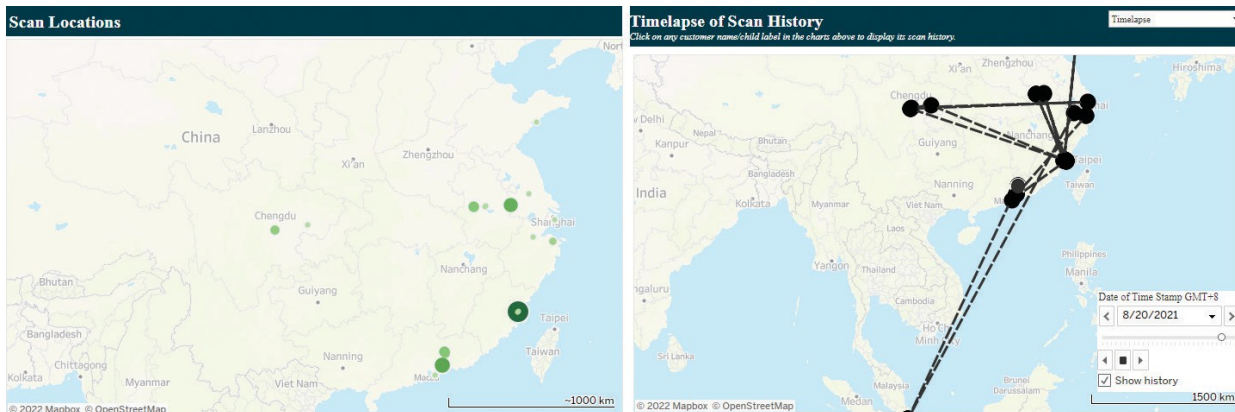 Scan Locations
China
Lanzhou
Xi'an
Zhengzhou
Chengdu
Shanghai
Nanchang
Guiyang
Bhutan
Taipei
Taiwan
Bangladesh
Nanning
Chittagong
Kolkata
Myanmar
Viet Nam
Laos
© 2022 Mapbox © OpenStreetMap
~1000 km
Timelapse of Scan History
Click on any customer name/child label in the charts above to display its scan history.
Timelapse
Xi'an
Zhengzhou
Hiroshima
Chengdu
Nepal
Bhutan
Nanchang
Kanpur
Guiyang
Taipei
Bangladesh
Nanning
Taiwan
India
Kolkata
Myanmar
Viet Nam
Laos
Philippines
Yangon
Manila
Thailand
Cambodia
Ho Chi
Minh City
Sri Lanka
Malaysia
Medan
Brunei
Darussalam
Date of Time Stamp GMT+8
8/20/2021
Show history
© 2022 Mapbox © OpenStreetMap
1500 km